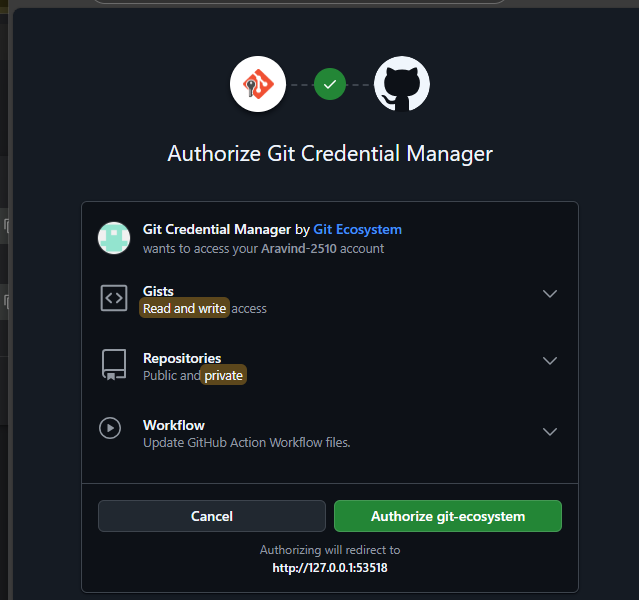 Authorize Git Credential Manager
Git Credential Manager by Git Ecosystem
wants to access your Aravind-2510 account
Gists
Read and write access
Repositories
Public and private
Workflow
Update GitHub Action Workflow files.
Cancel
Authorize git-ecosystem
Authorizing will redirect to
http://127.0.0.1:53518